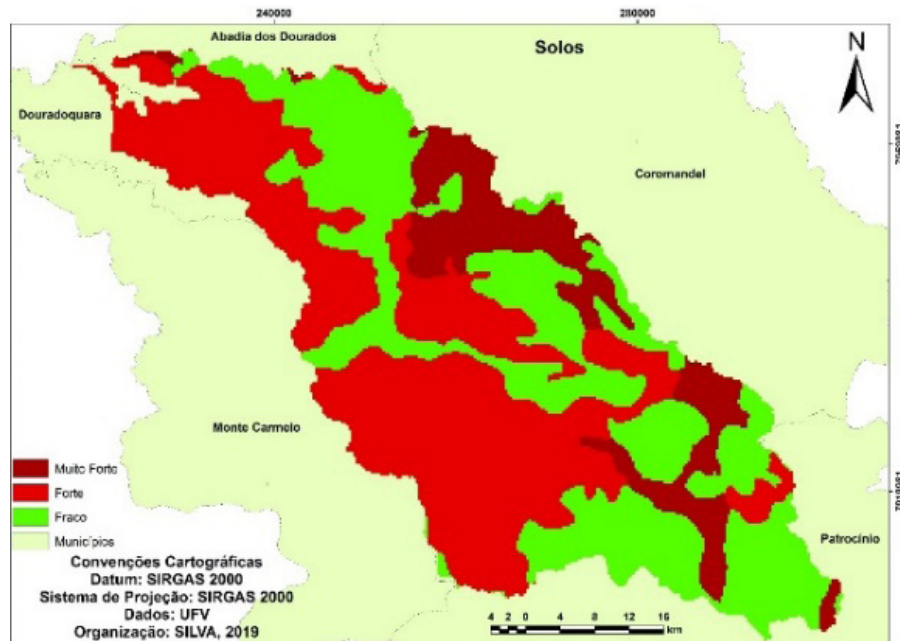 240000
280000
Abadia dos Dourados
Solos
N
Douradoquara
Coromandel
Monte Carmelo
Muito Forte
Forte
Fraco
Municípios
Patrocínio
Convenções Cartográficas
Datum: SIRGAS 2000
Sistema de Projeção: SIRGAS 2000
Dados: UFV
Organização: SILVA, 2019
4 2 0 4 8 12 16
km